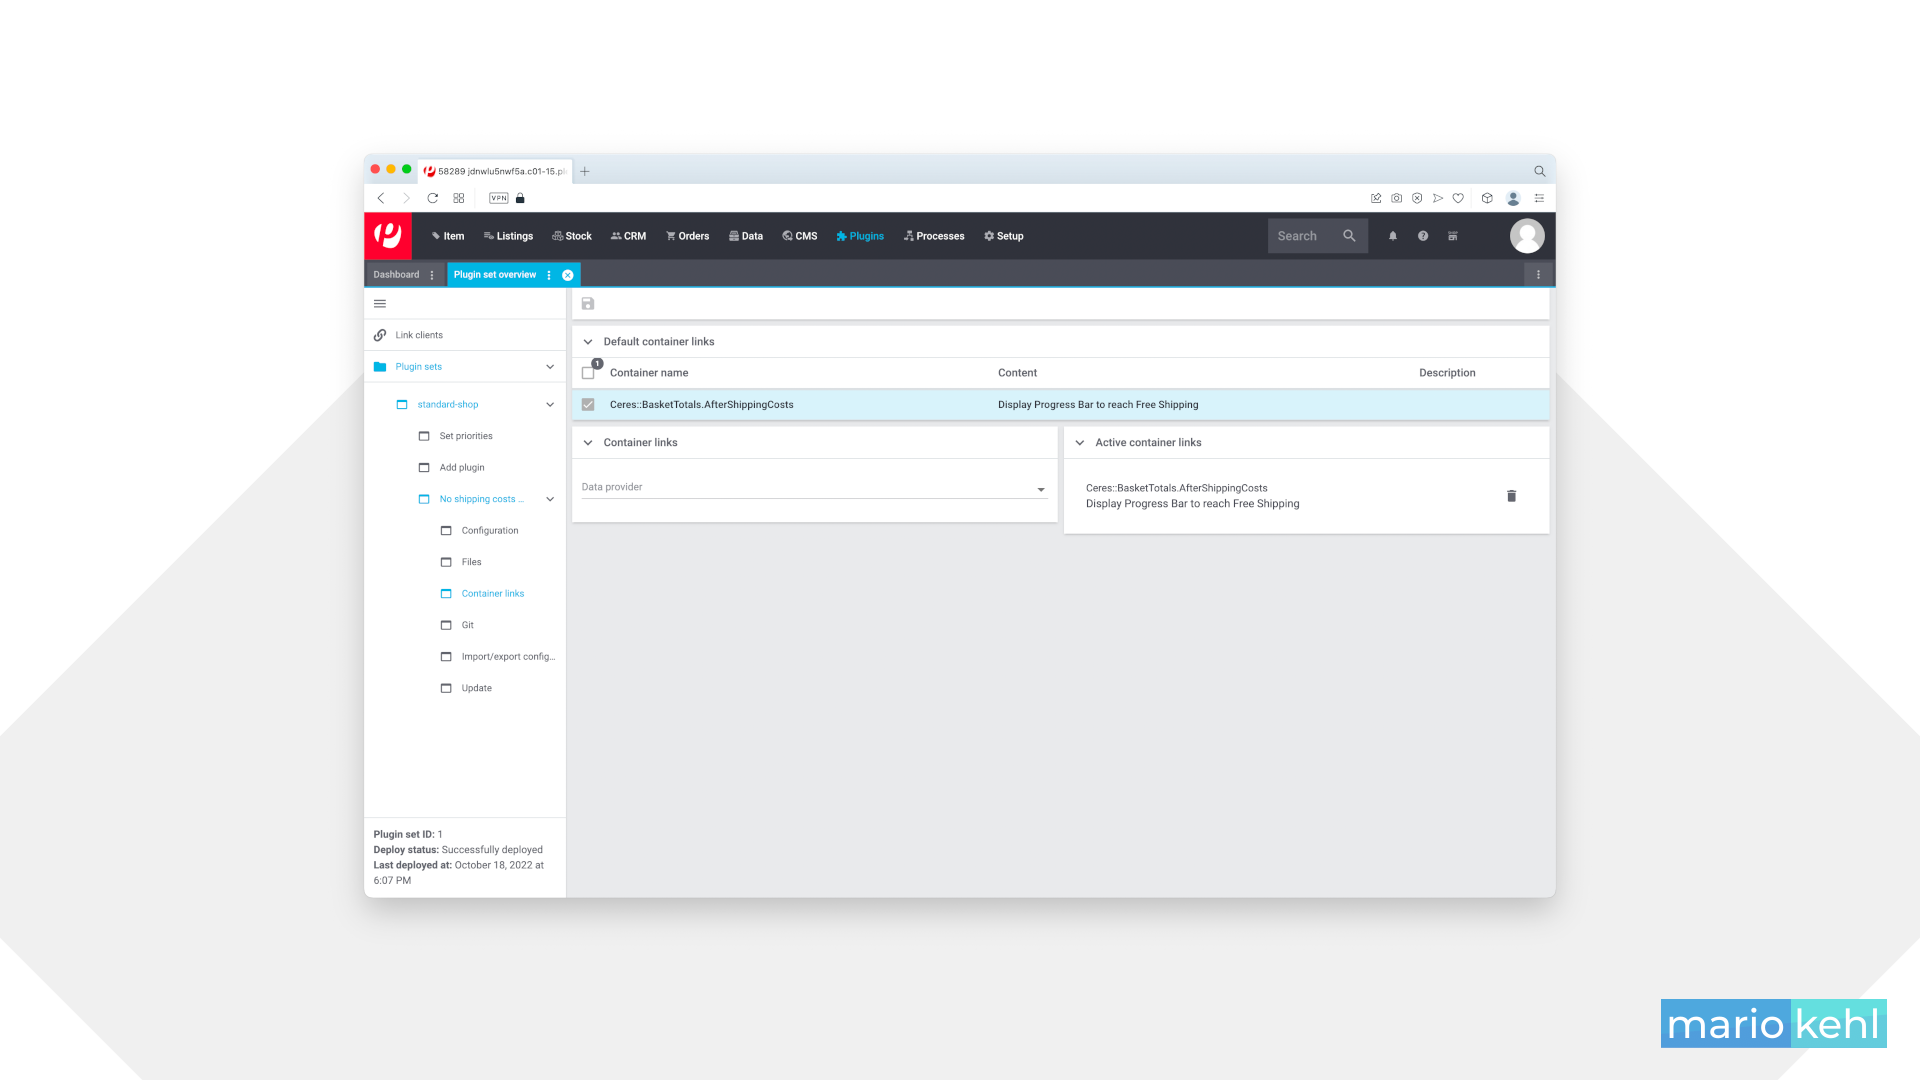 58289 jdnwlu5nwf5a.c01-15.pl
VPN
Item Listings Stock CRM Orders Data CMS Plugins Processes Setup Search
Dashboard Plugin set overview
Link clients
Plugin sets
standard-shop
Set priorities
Add plugin
No shipping costs ...
Configuration
Files
Container links
Git
Import/export config...
Update
Plugin set ID: 1
Deploy status: Successfully deployed
Last deployed at: October 18, 2022 at
6:07 PM
Default container links
1
Container name Content Description
Ceres::BasketTotals.AfterShippingCosts Display Progress Bar to reach Free Shipping
Container links
Data provider
Active container links
Ceres::BasketTotals.AfterShippingCosts
Display Progress Bar to reach Free Shipping
mario kehl